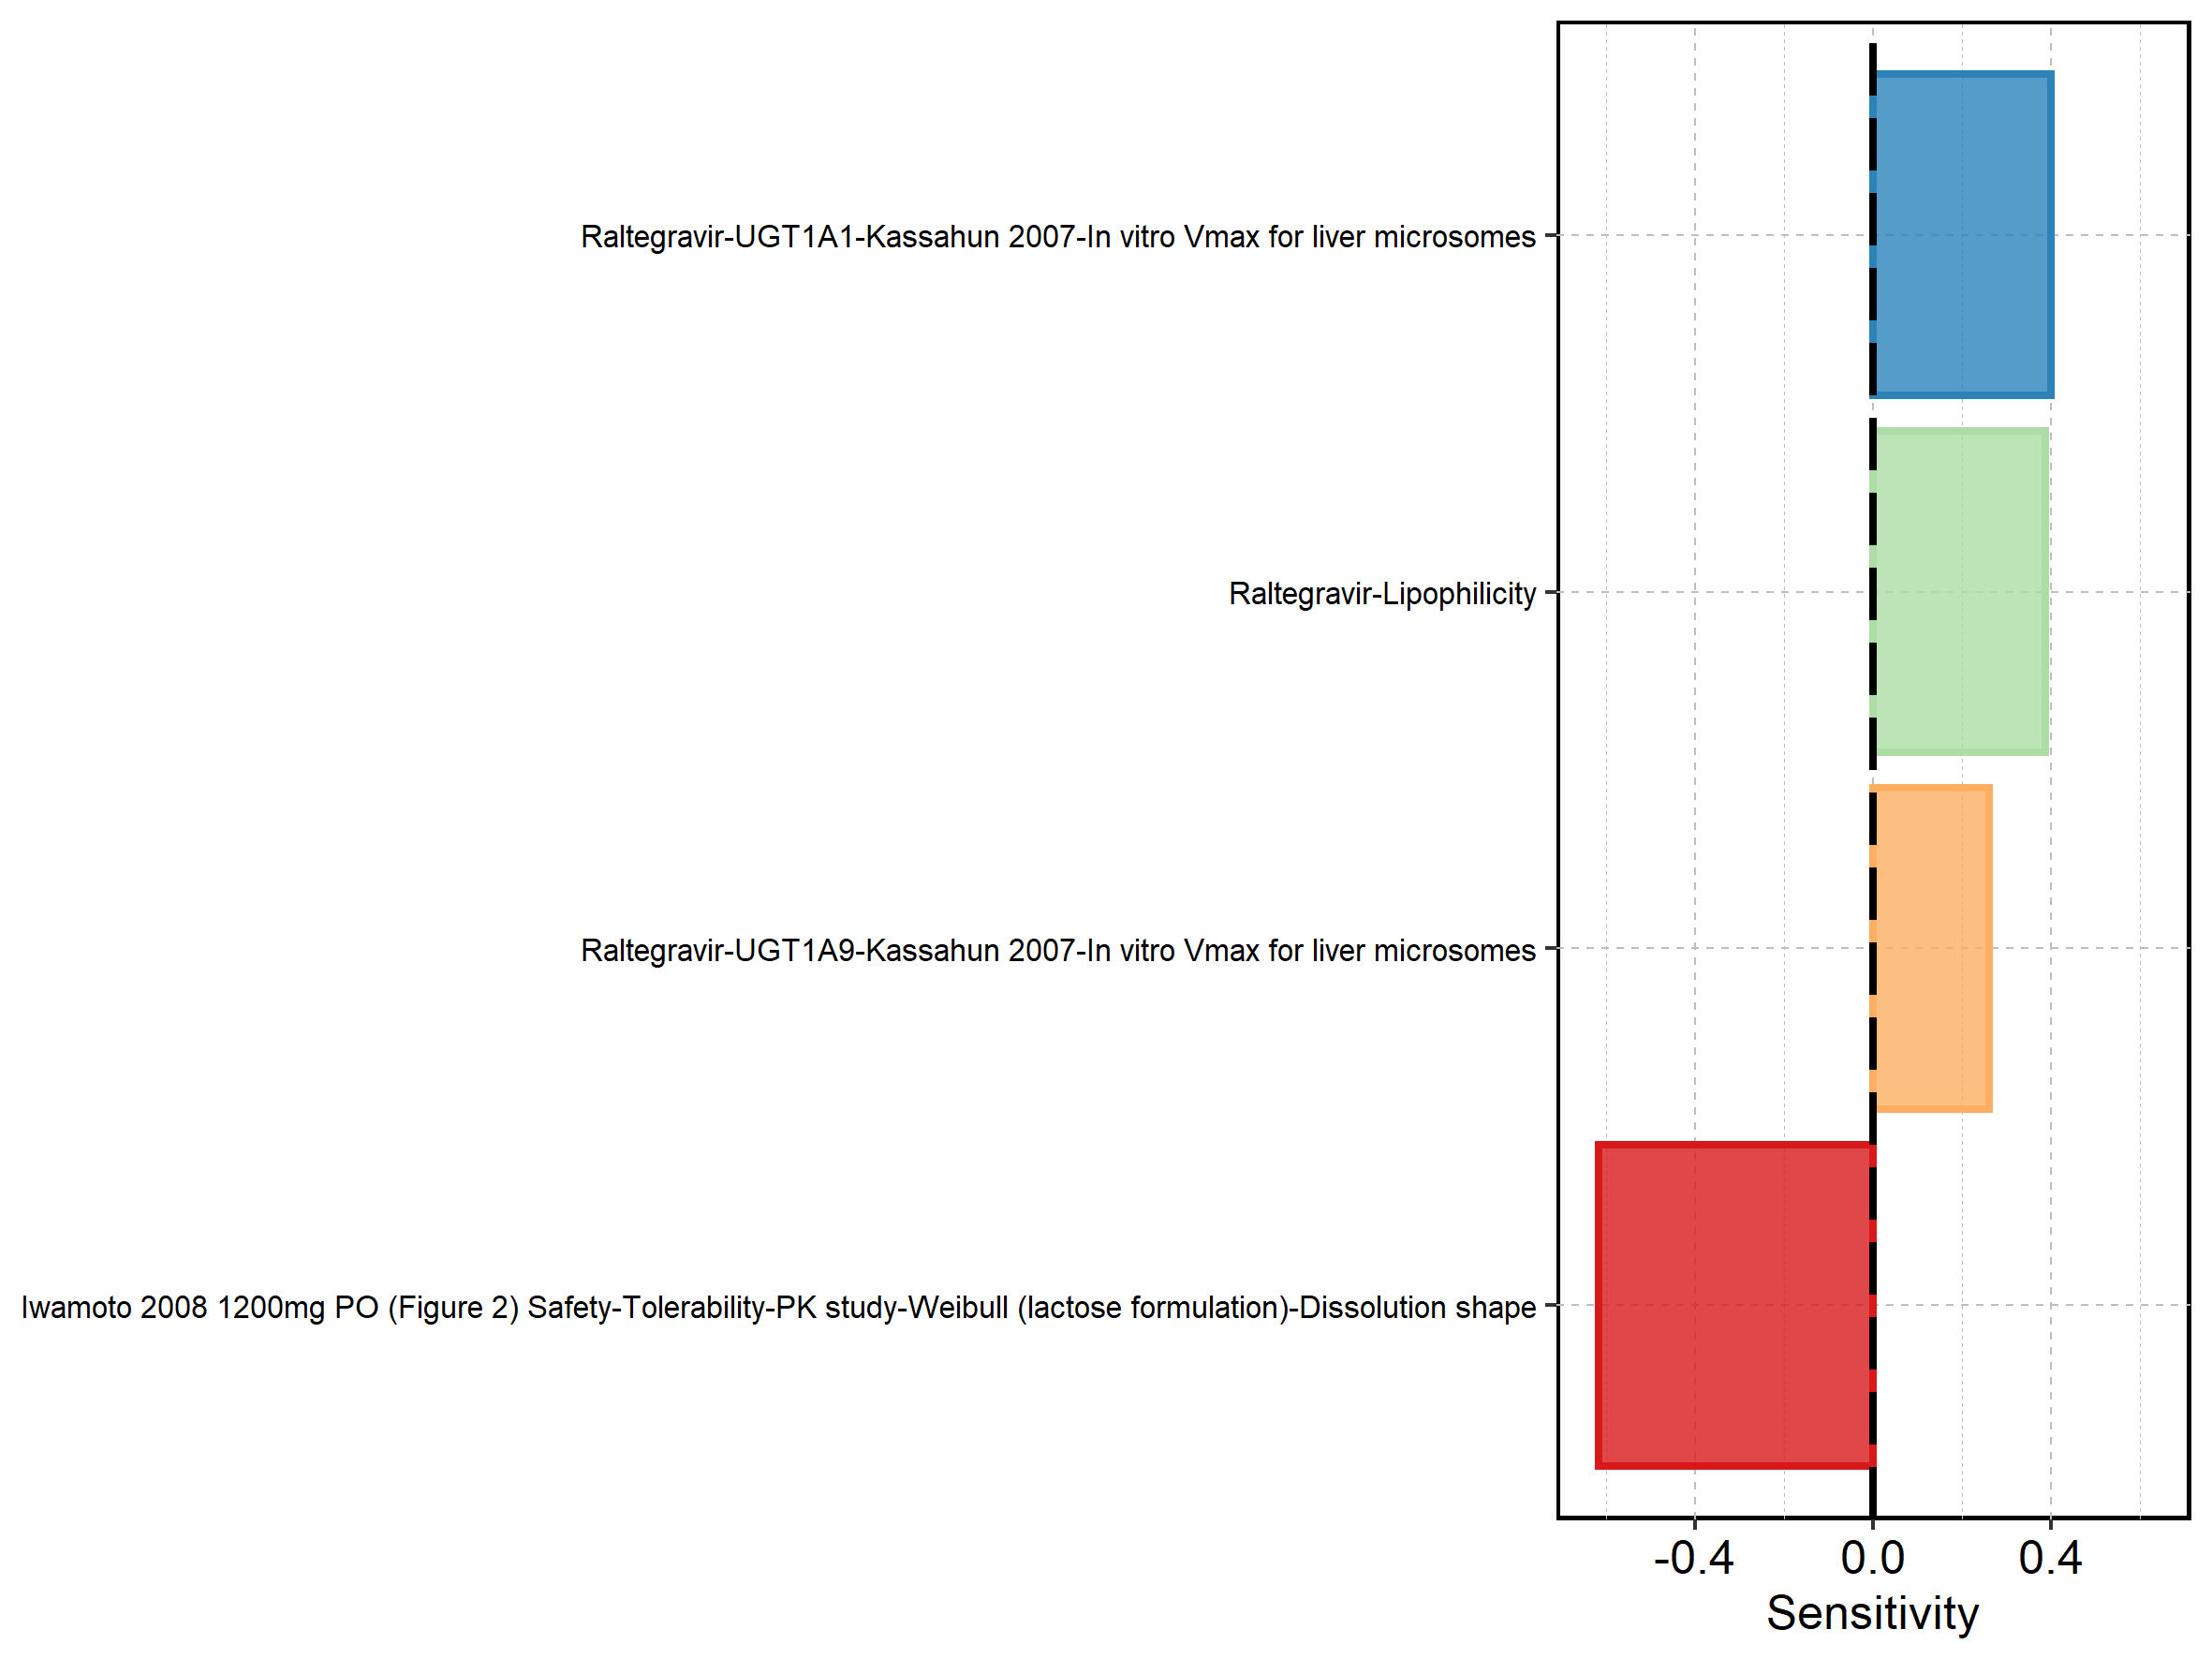 Raltegravir-UGT1A1-Kassahun 2007-In vitro Vmax for liver microsomes
Raltegravir-Lipophilicity
Raltegravir-UGT1A9-Kassahun 2007-In vitro Vmax for liver microsomes
Iwamoto 2008 1200mg PO (Figure 2) Safety-Tolerability-PK study-Weibull (lactose formulation)-Dissolution shape
-0.4 0.0 0.4
Sensitivity